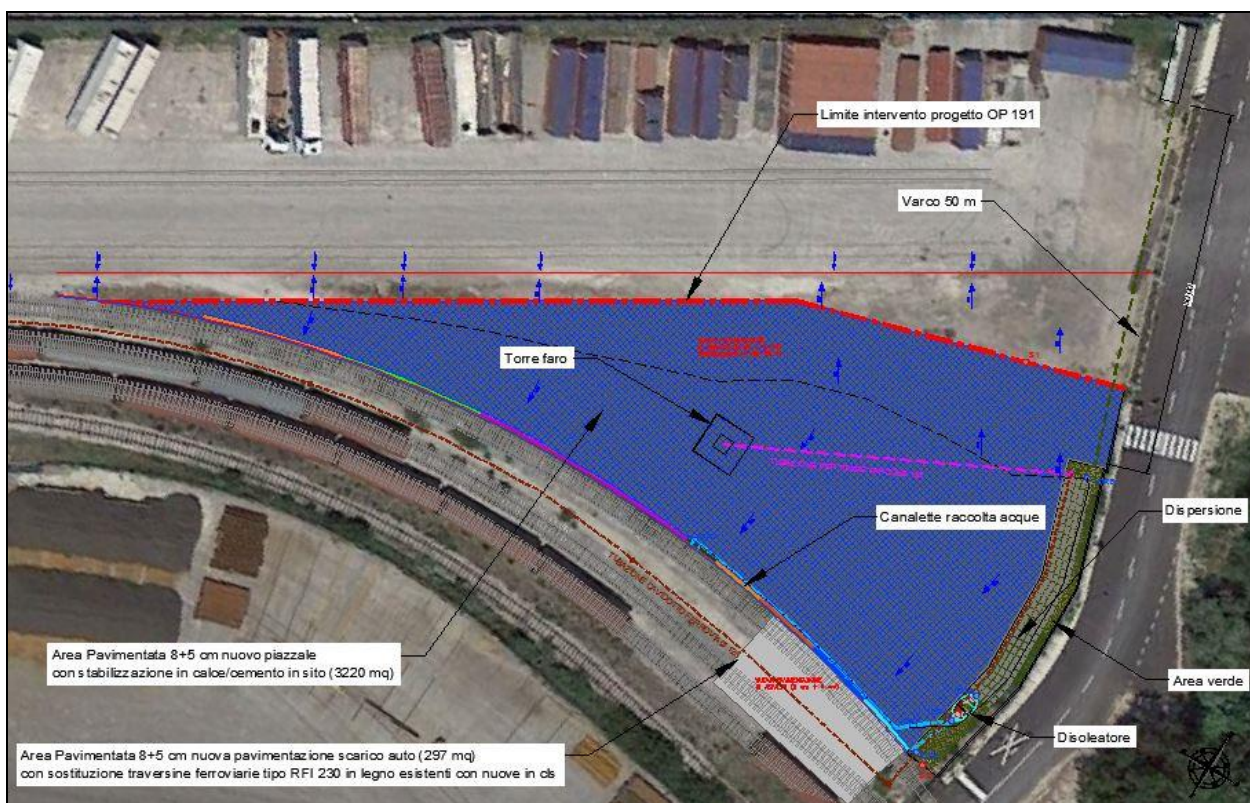 Limite intervento progetto OP 191
Varco 50 m
Torre faro
Canalette raccolta acque
Dispersione
Area Pavimentata 8+5 cm nuovo piazzale
con stabilizzazione in calce/cemento in sito (3220 mq)
Area verde
Disoleatore
Area Pavimentata 8+5 cm nuova pavimentazione scarico auto (297 mq)
con sostituzione traversine ferroviarie tipo RFI 230 in legno esistenti con nuove in cls